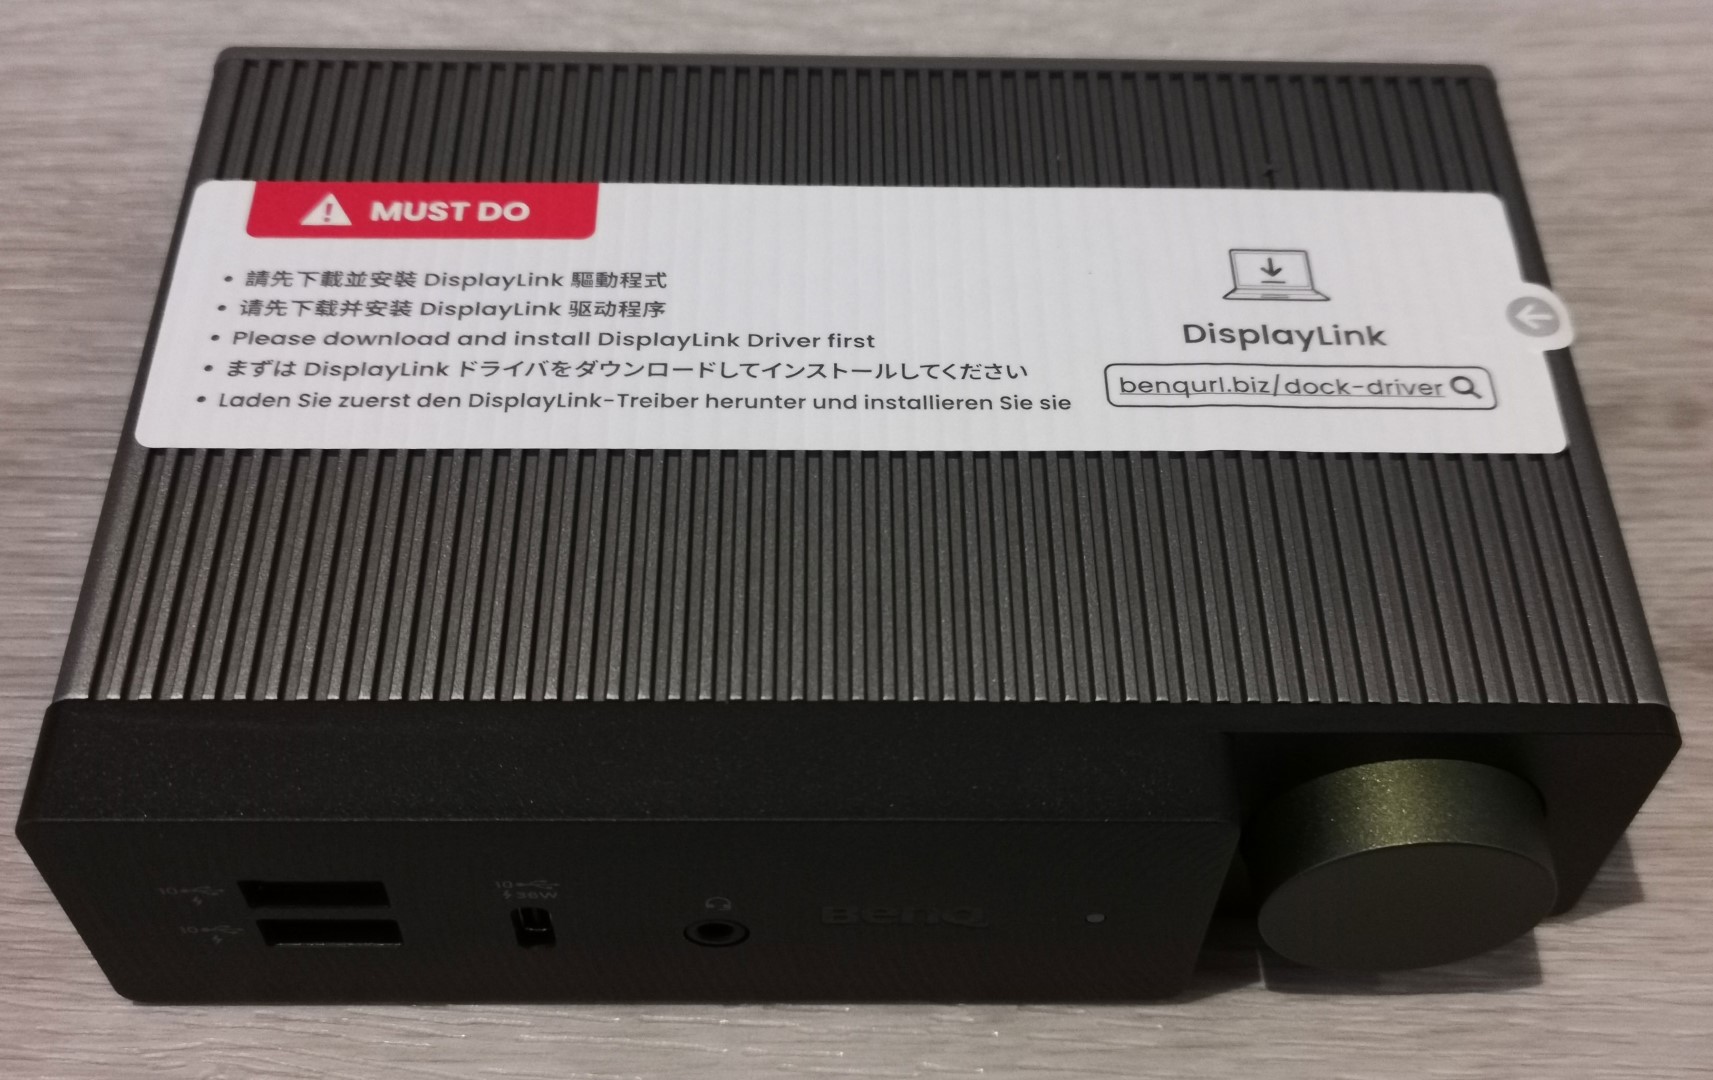 MUST DO
• 請先下載並安裝 DisplayLink 驅動程式
• 请先下载并安装 DisplayLink 驱动程序
• Please download and install DisplayLink Driver first
• まずは DisplayLink ドライバをダウンロードしてインストールしてください
• Laden Sie zuerst den DisplayLink-Treiber herunter und installieren Sie sie
DisplayLink
benqurl.biz/dock-driver
10
10
10
36W
BenQ